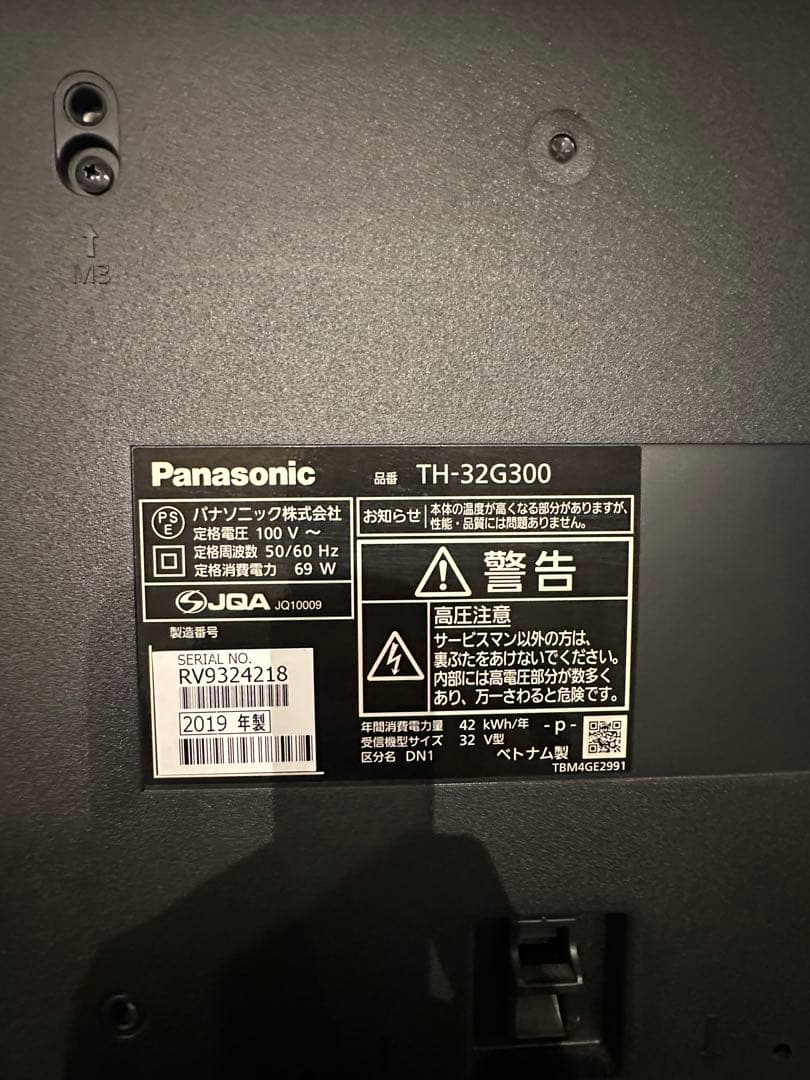 M3
Panasonic 品番 TH-32G300
PS
E
パナソニック株式会社
定格電圧 100 V ～
定格周波数 50/60 Hz
定格消費電力 69 W
JQA JQ10009
製造番号
SERIAL NO.
RV9324218
2019 年製
お知らせ
本体の温度が高くなる部分がありますが、
性能・品質には問題ありません。
警告
高圧注意
サービスマン以外の方は、
裏ぶたをあけないでください。
内部には高電圧部分が数多く
あり、万一さわると危険です。
年間消費電力量 42 kWh/年 -p-
受信機型サイズ 32 V型
区分名 DN1
ベトナム製
TBM4GE2991